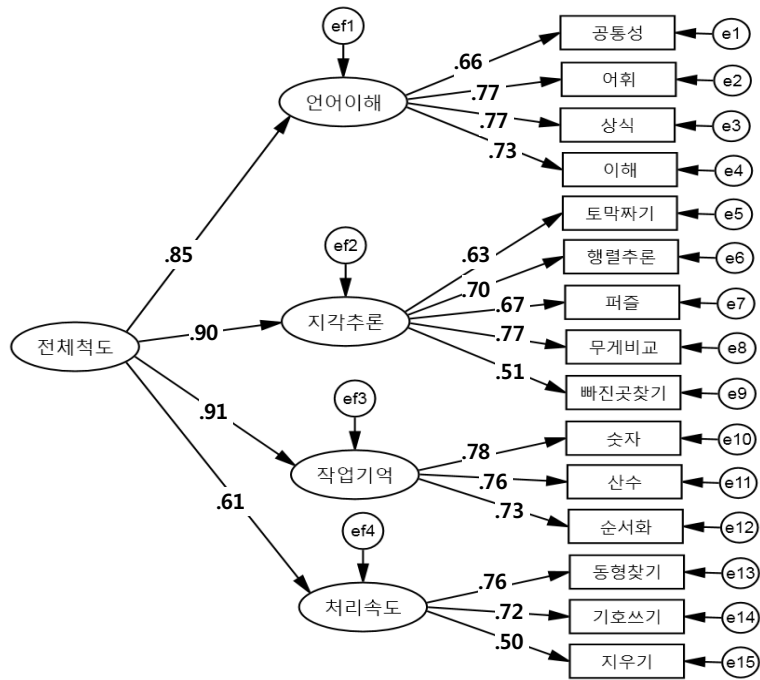 ef1
공통성
e1
.66
어휘
e2
.77
언어이해
상식
e3
.77
이해
e4
.73
토막짜기
e5
.85
ef2
.63
행렬추론
e6
.70
퍼즐
e7
.67
지각추론
전체척도
.90
무게비교
e8
.77
빠진곳찾기
e9
.51
ef3
.91
숫자
e10
.78
작업기억
산수
e11
.76
순서화
e12
.73
.61
ef4
동형찾기
e13
.76
처리속도
기호쓰기
e14
.72
지우기
e15
.50